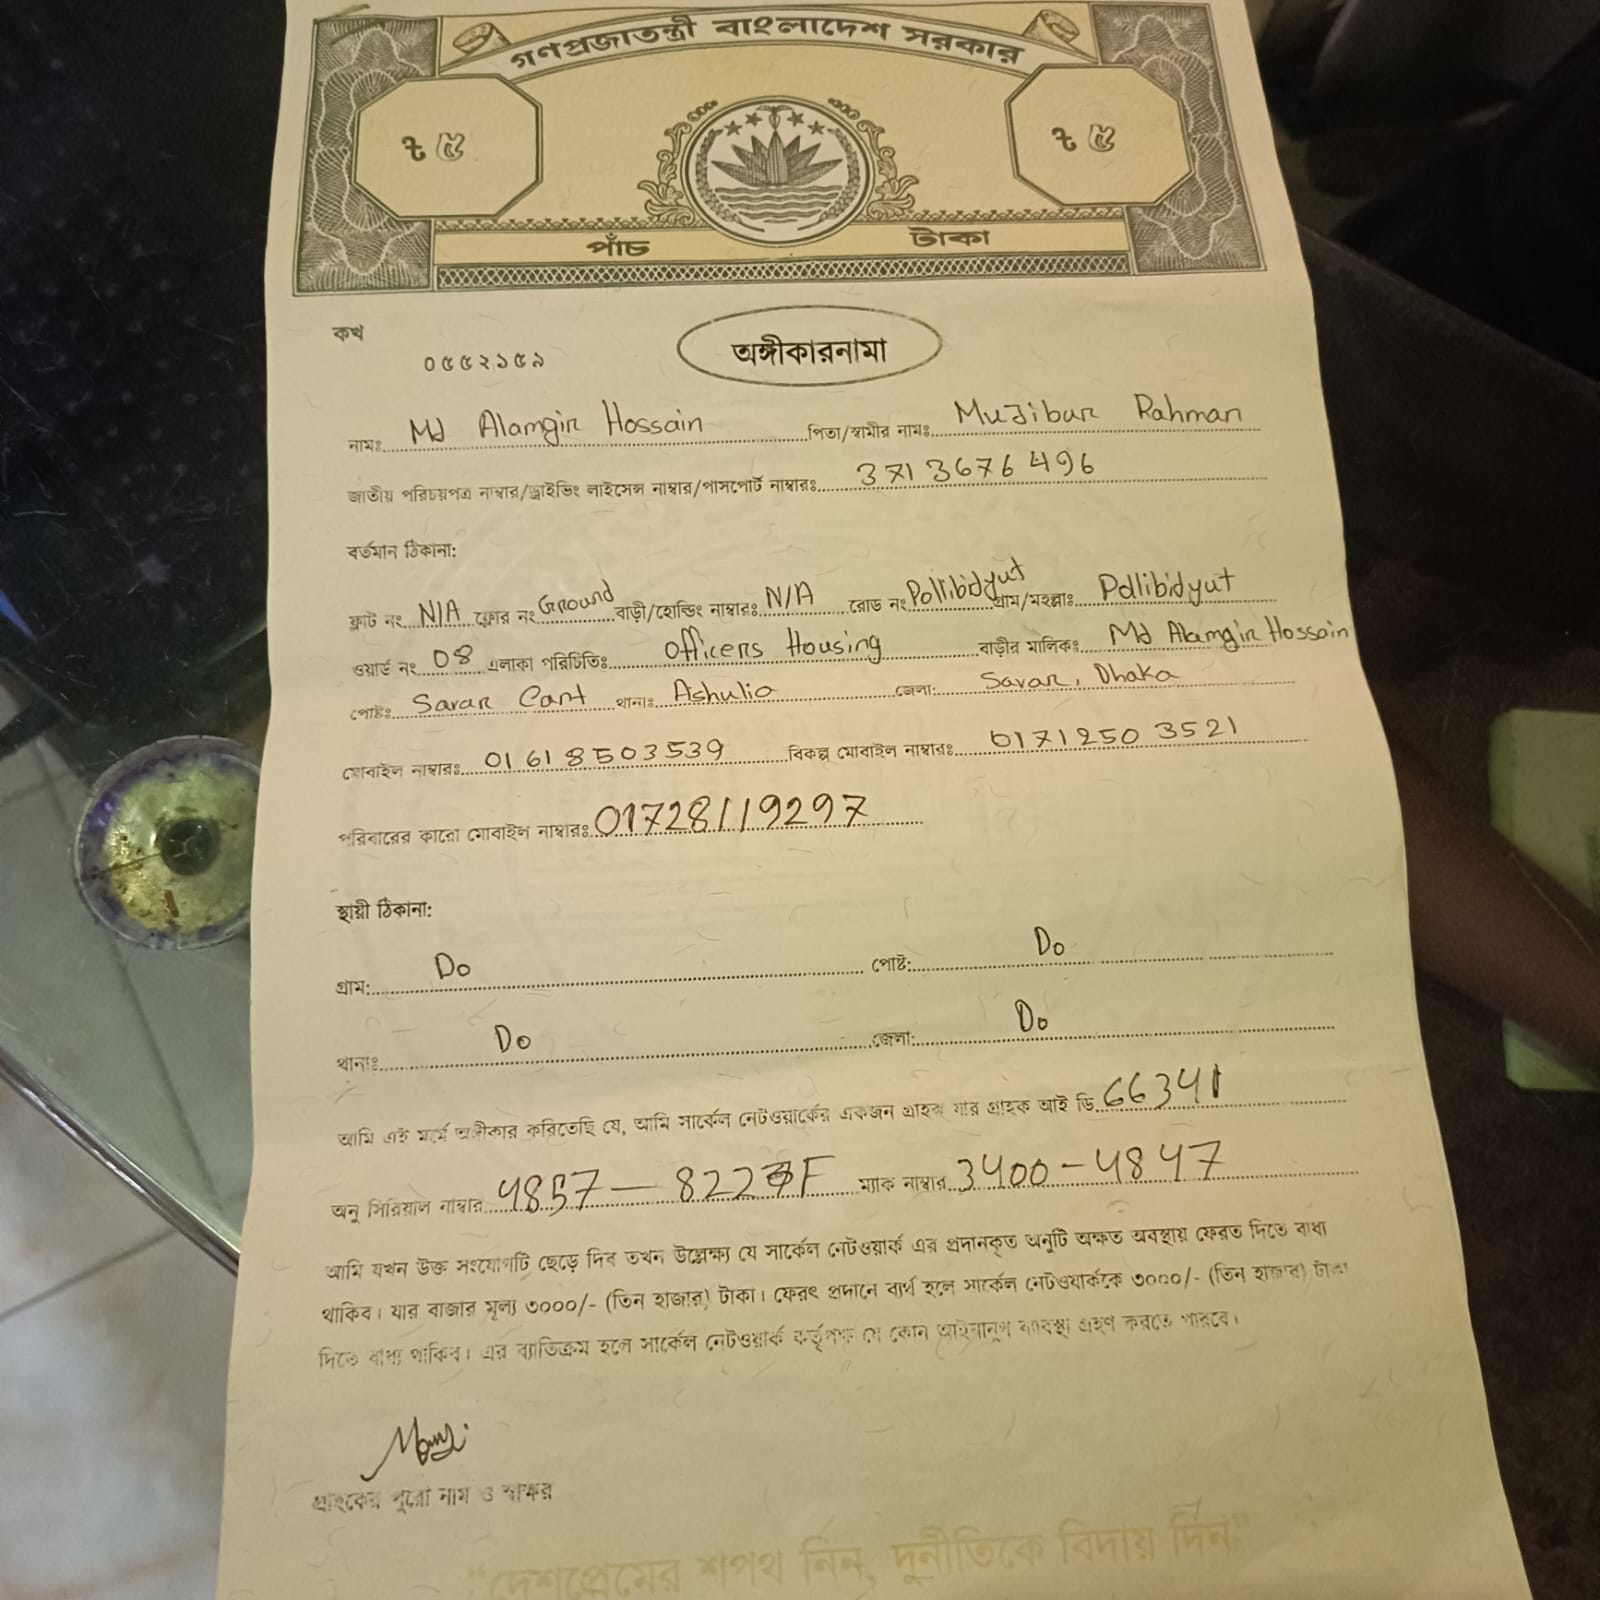 গণপ্রজাতন্ত্রী বাংলাদেশ সরকার
৳ ৫ ৳ ৫
পাঁচ টাকা
কখ
০৫৫২১৫৯
অঙ্গীকারনামা
নামঃ Md Alamgir Hossain পিতা/স্বামীর নামঃ Mujibur Rahman
জাতীয় পরিচয়পত্র নাম্বার/ড্রাইভিং লাইসেন্স নাম্বার/পাসপোর্ট নাম্বারঃ 3713676496
বর্তমান ঠিকানা:
ফ্লাট নং N/A ফ্লোর নং Ground বাড়ী/হোল্ডিং নাম্বারঃ N/A রোড নং Pollibidyut গ্রাম/মহল্লাঃ Pollibidyut
ওয়ার্ড নং 08 এলাকা পরিচিতিঃ Officers Housing বাড়ীর মালিকঃ Md Alamgir Hossain
পোষ্টঃ Savar Cant থানাঃ Ashulia জেলা: Savar, Dhaka
মোবাইল নাম্বারঃ 01618503539 বিকল্প মোবাইল নাম্বারঃ 01712503521
পরিবারের কারো মোবাইল নাম্বারঃ 01728119297
স্থায়ী ঠিকানা:
গ্রাম: Do পোষ্ট: Do
থানাঃ Do জেলা: Do
আমি এই মর্মে অঙ্গীকার করিতেছি যে, আমি সার্কেল নেটওয়ার্কের একজন গ্রাহক যার গ্রাহক আই ডি 66341
অনু সিরিয়াল নাম্বার 4857 — ম্যাক নাম্বার 3400-4847
আমি যখন উক্ত সংযোগটি ছেড়ে দিব তখন উল্লেক্ষ্য যে সার্কেল নেটওয়ার্ক এর প্রদানকৃত অনুটি অক্ষত অবস্থায় ফেরত দিতে বাধ্য
থাকিব। যার বাজার মূল্য ৩০০০/- (তিন হাজার) টাকা। ফেরৎ প্রদানে ব্যর্থ হলে সার্কেল নেটওয়ার্ককে ৩০০০/- (তিন হাজার) টাকা
দিতে বাধ্য থাকিব। এর ব্যাতিক্রম হলে সার্কেল নেটওয়ার্ক কর্তৃপক্ষ যে কোন আইনানুগ ব্যবস্থা গ্রহণ করতে পারবে।
গ্রাহকের পুরো নাম ও স্বাক্ষর
"দেশপ্রেমের শপথ নিন, দুর্নীতিকে বিদায় দিন"